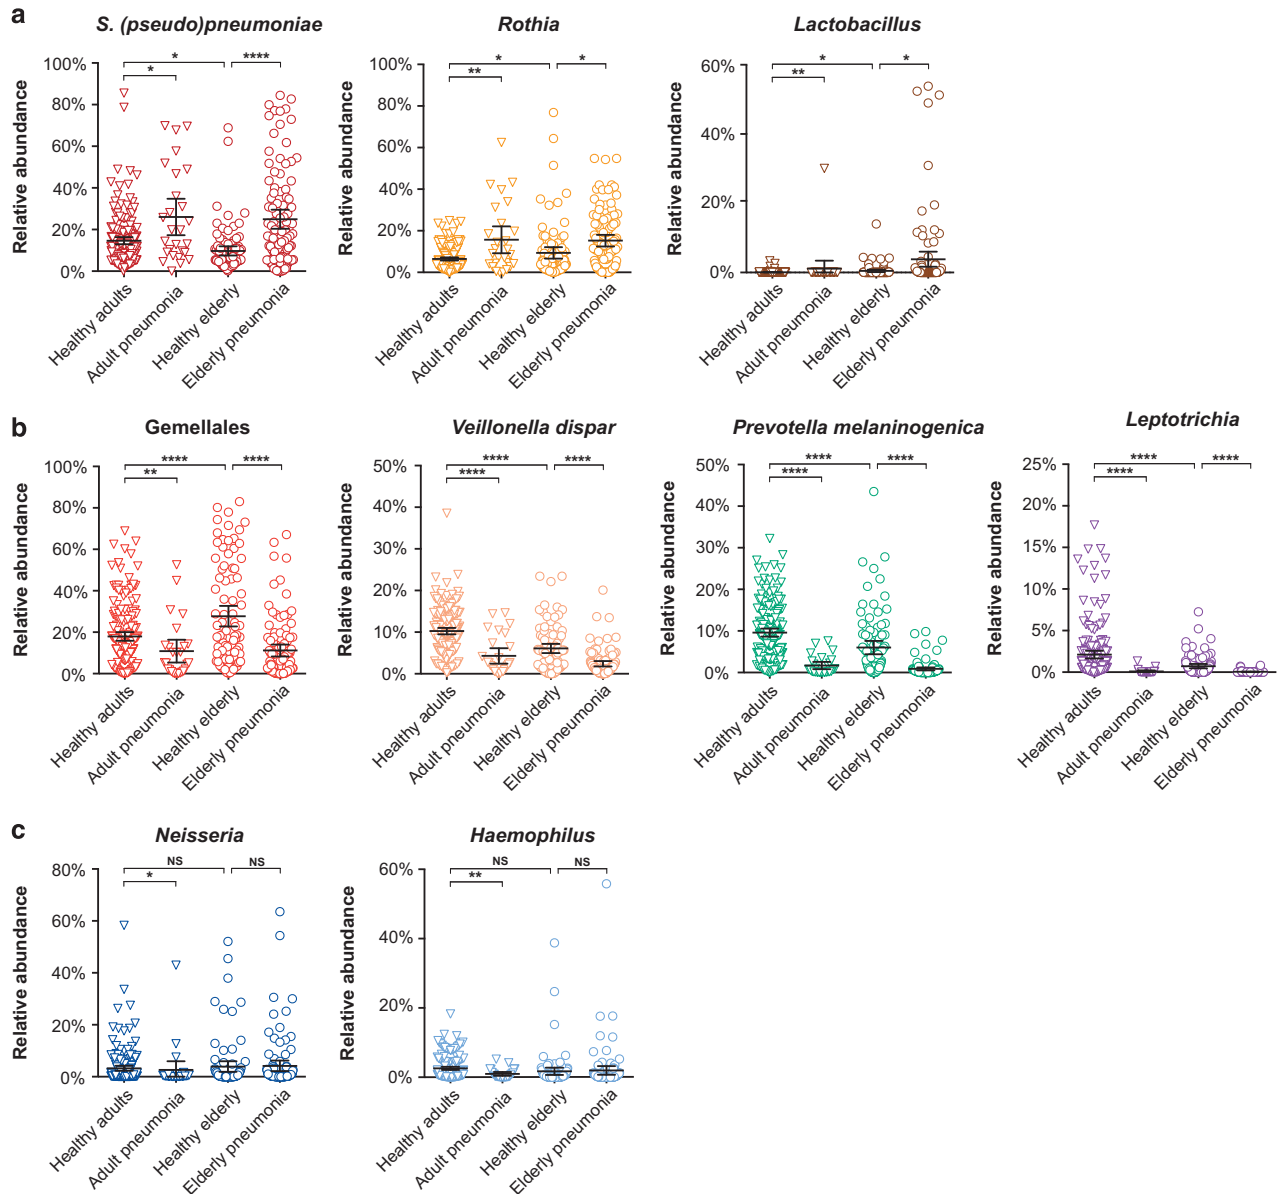 a
S. (pseudo)pneumoniae
Relative abundance
100%
80%
60%
40%
20%
0%
*
*
****
Healthy adults
Adult pneumonia
Healthy elderly
Elderly pneumonia
Rothia
Relative abundance
100%
80%
60%
40%
20%
0%
*
**
*
Healthy adults
Adult pneumonia
Healthy elderly
Elderly pneumonia
Lactobacillus
Relative abundance
60%
40%
20%
0%
*
**
*
Healthy adults
Adult pneumonia
Healthy elderly
Elderly pneumonia
b
Gemellales
Relative abundance
100%
80%
60%
40%
20%
0%
****
**
****
Healthy adults
Adult pneumonia
Healthy elderly
Elderly pneumonia
Veillonella dispar
Relative abundance
50%
40%
30%
20%
10%
0%
****
****
****
Healthy adults
Adult pneumonia
Healthy elderly
Elderly pneumonia
Prevotella melaninogenica
Relative abundance
50%
40%
30%
20%
10%
0%
****
****
****
Healthy adults
Adult pneumonia
Healthy elderly
Elderly pneumonia
Leptotrichia
Relative abundance
25%
20%
15%
10%
5%
0%
****
****
****
Healthy adults
Adult pneumonia
Healthy elderly
Elderly pneumonia
c
Neisseria
Relative abundance
80%
60%
40%
20%
0%
NS
*
NS
Healthy adults
Adult pneumonia
Healthy elderly
Elderly pneumonia
Haemophilus
Relative abundance
60%
40%
20%
0%
NS
**
NS
Healthy adults
Adult pneumonia
Healthy elderly
Elderly pneumonia